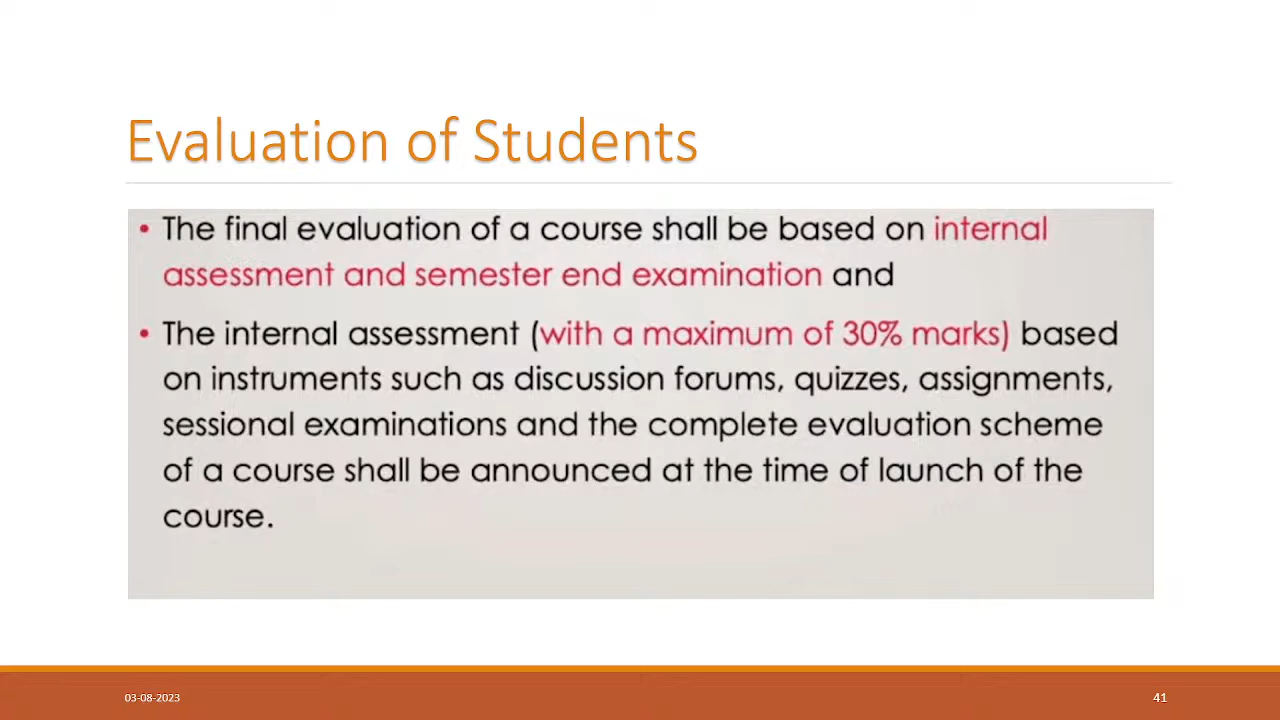 Evaluation of Students
• The final evaluation of a course shall be based on internal
assessment and semester end examination and
• The internal assessment (with a maximum of 30% marks) based
on instruments such as discussion forums, quizzes, assignments,
sessional examinations and the complete evaluation scheme
of a course shall be announced at the time of launch of the
course.
03-08-2023
41